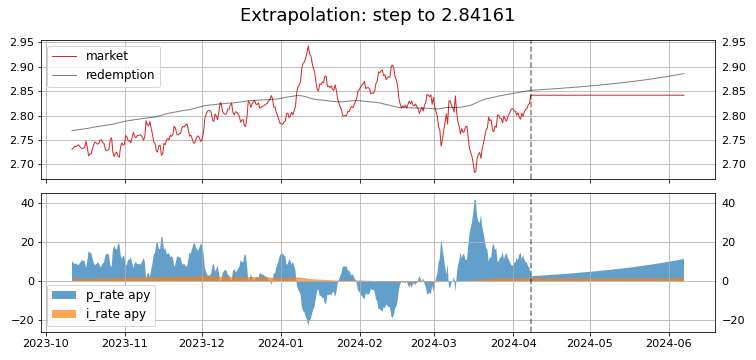 Extrapolation: step to 2.84161
2.95 2.95
market
redemption
2.90 2.90
2.85 2.85
2.80 2.80
2.75 2.75
2.70 2.70
40 40
20 20
0 0
p_rate apy
i_rate apy
−20 −20
2023-10 2023-11 2023-12 2024-01 2024-02 2024-03 2024-04 2024-05 2024-06